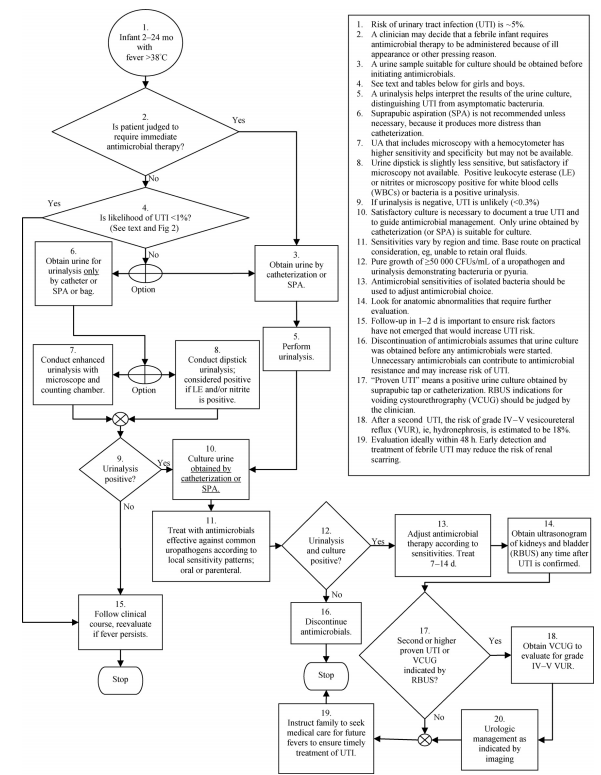 1.
Infant 2–24 mo
with
fever >38°C
2.
Is patient judged to
require immediate
antimicrobial therapy?
Yes
No
4.
Is likelihood of UTI <1%?
(See text and Fig 2)
Yes
No
6.
Obtain urine for
urinalysis only
by catheter or
SPA or bag.
Option
3.
Obtain urine by
catheterization or
SPA.
5.
Perform
urinalysis.
7.
Conduct enhanced
urinalysis with
microscope and
counting chamber.
Option
8.
Conduct dipstick
urinalysis;
considered positive
if LE and/or nitrite
is positive.
9.
Urinalysis
positive?
Yes
No
10.
Culture urine
obtained by
catheterization or
SPA.
11.
Treat with antimicrobials
effective against common
uropathogens according to
local sensitivity patterns;
oral or parenteral.
12.
Urinalysis
and culture
positive?
Yes
No
13.
Adjust antimicrobial
therapy according to
sensitivities. Treat
7–14 d.
14.
Obtain ultrasonogram
of kidneys and bladder
(RBUS) any time after
UTI is confirmed.
15.
Follow clinical
course, reevaluate
if fever persists.
Stop
16.
Discontinue
antimicrobials.
Stop
17.
Second or higher
proven UTI or
VCUG
indicated by
RBUS?
Yes
No
18.
Obtain VCUG to
evaluate for grade
IV–V VUR.
19.
Instruct family to seek
medical care for future
fevers to ensure timely
treatment of UTI.
20.
Urologic
management as
indicated by
imaging
1. Risk of urinary tract infection (UTI) is ~5%.
2. A clinician may decide that a febrile infant requires
antimicrobial therapy to be administered because of ill
appearance or other pressing reason.
3. A urine sample suitable for culture should be obtained before
initiating antimicrobials.
4. See text and tables below for girls and boys.
5. A urinalysis helps interpret the results of the urine culture,
distinguishing UTI from asymptomatic bacteruria.
6. Suprapubic aspiration (SPA) is not recommended unless
necessary, because it produces more distress than
catheterization.
7. UA that includes microscopy with a hemocytometer has
higher sensitivity and specificity but may not be available.
8. Urine dipstick is slightly less sensitive, but satisfactory if
microscopy not available. Positive leukocyte esterase (LE)
or nitrites or microscopy positive for white blood cells
(WBCs) or bacteria is a positive urinalysis.
9. If urinalysis is negative, UTI is unlikely (<0.3%)
10. Satisfactory culture is necessary to document a true UTI and
to guide antimicrobial management. Only urine obtained by
catheterization (or SPA) is suitable for culture.
11. Sensitivities vary by region and time. Base route on practical
consideration, eg, unable to retain oral fluids.
12. Pure growth of ≥50 000 CFUs/mL of a uropathogen and
urinalysis demonstrating bacteruria or pyuria.
13. Antimicrobial sensitivities of isolated bacteria should be
used to adjust antimicrobial choice.
14. Look for anatomic abnormalities that require further
evaluation.
15. Follow-up in 1–2 d is important to ensure risk factors
have not emerged that would increase UTI risk.
16. Discontinuation of antimicrobials assumes that urine culture
was obtained before any antimicrobials were started.
Unnecessary antimicrobials can contribute to antimicrobial
resistance and may increase risk of UTI.
17. “Proven UTI” means a positive urine culture obtained by
suprapubic tap or catheterization. RBUS indications for
voiding cystourethrography (VCUG) should be judged by
the clinician.
18. After a second UTI, the risk of grade IV–V vesicoureteral
reflux (VUR), ie, hydronephrosis, is estimated to be 18%.
19. Evaluation ideally within 48 h. Early detection and
treatment of febrile UTI may reduce the risk of renal
scarring.